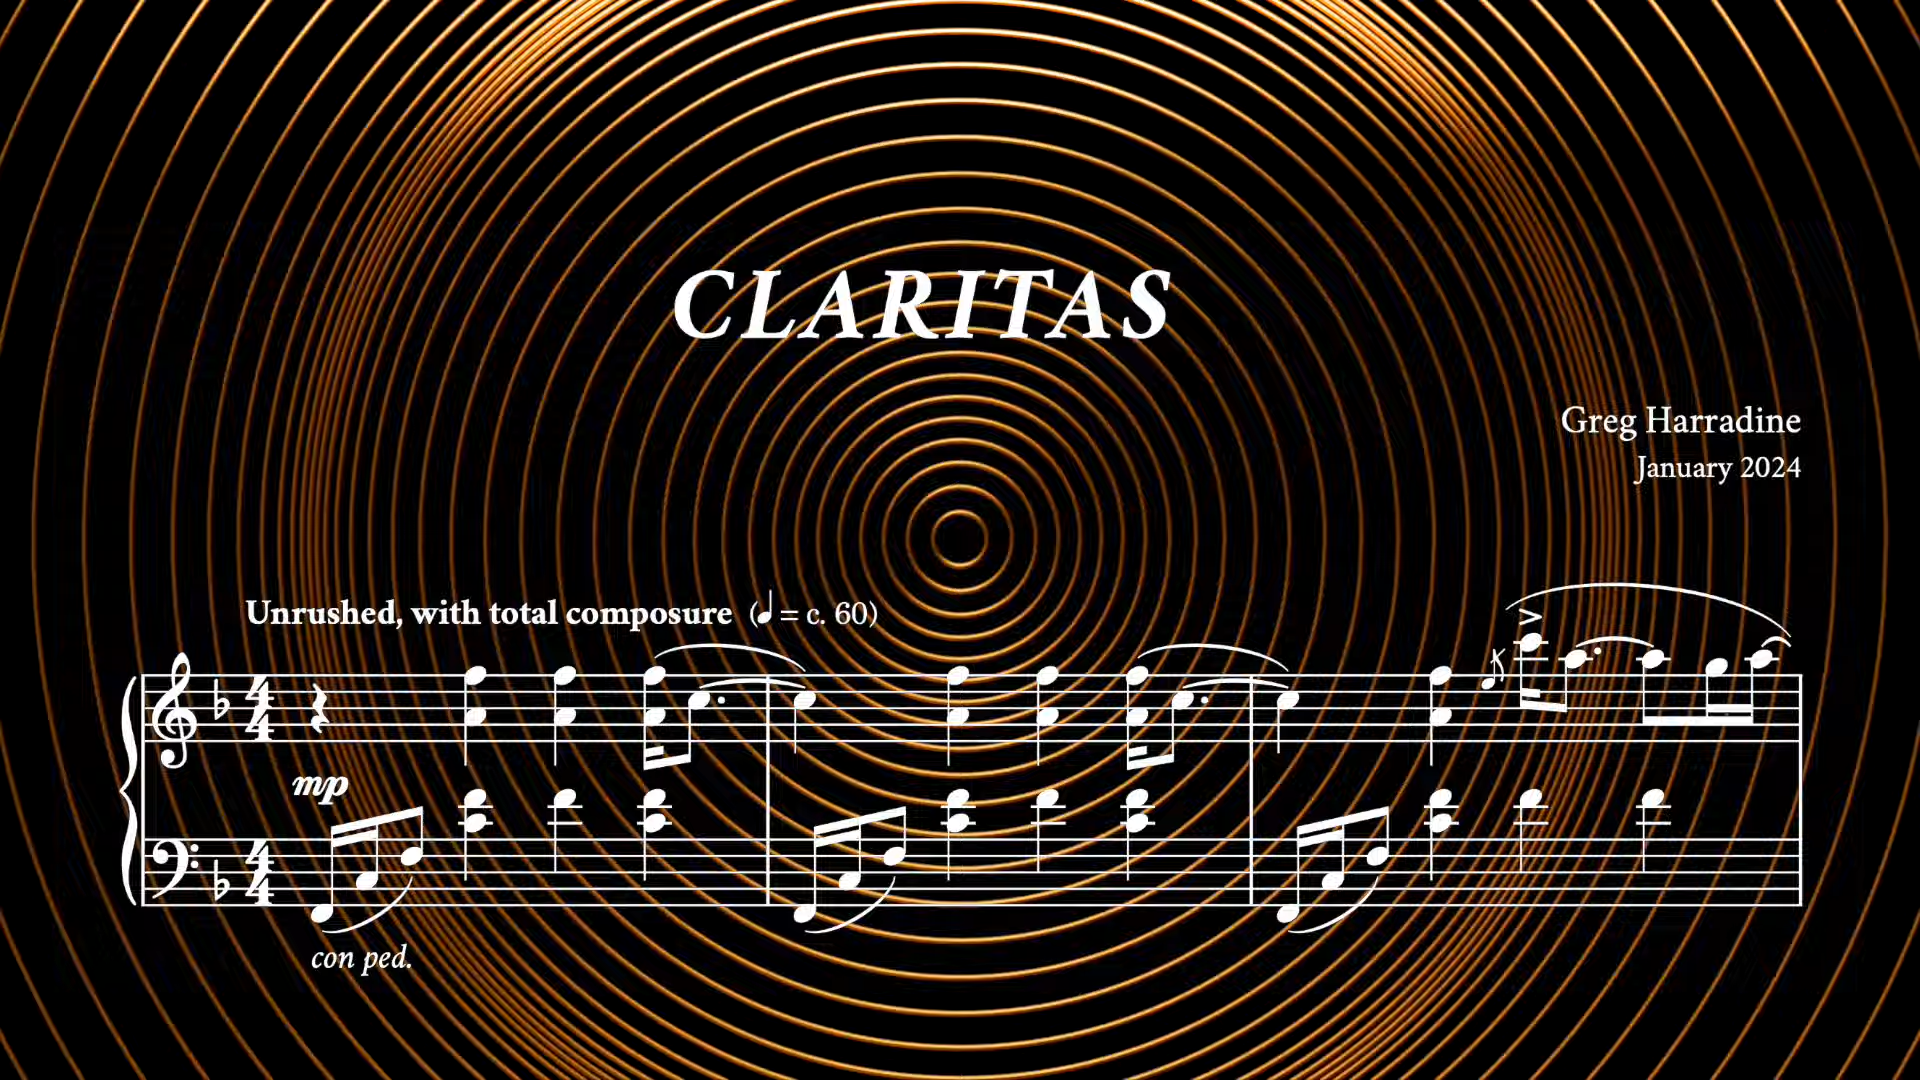 CLARITAS
Greg Harradine
January 2024
Unrushed, with total composure (♩ = c. 60)
mp
con ped.